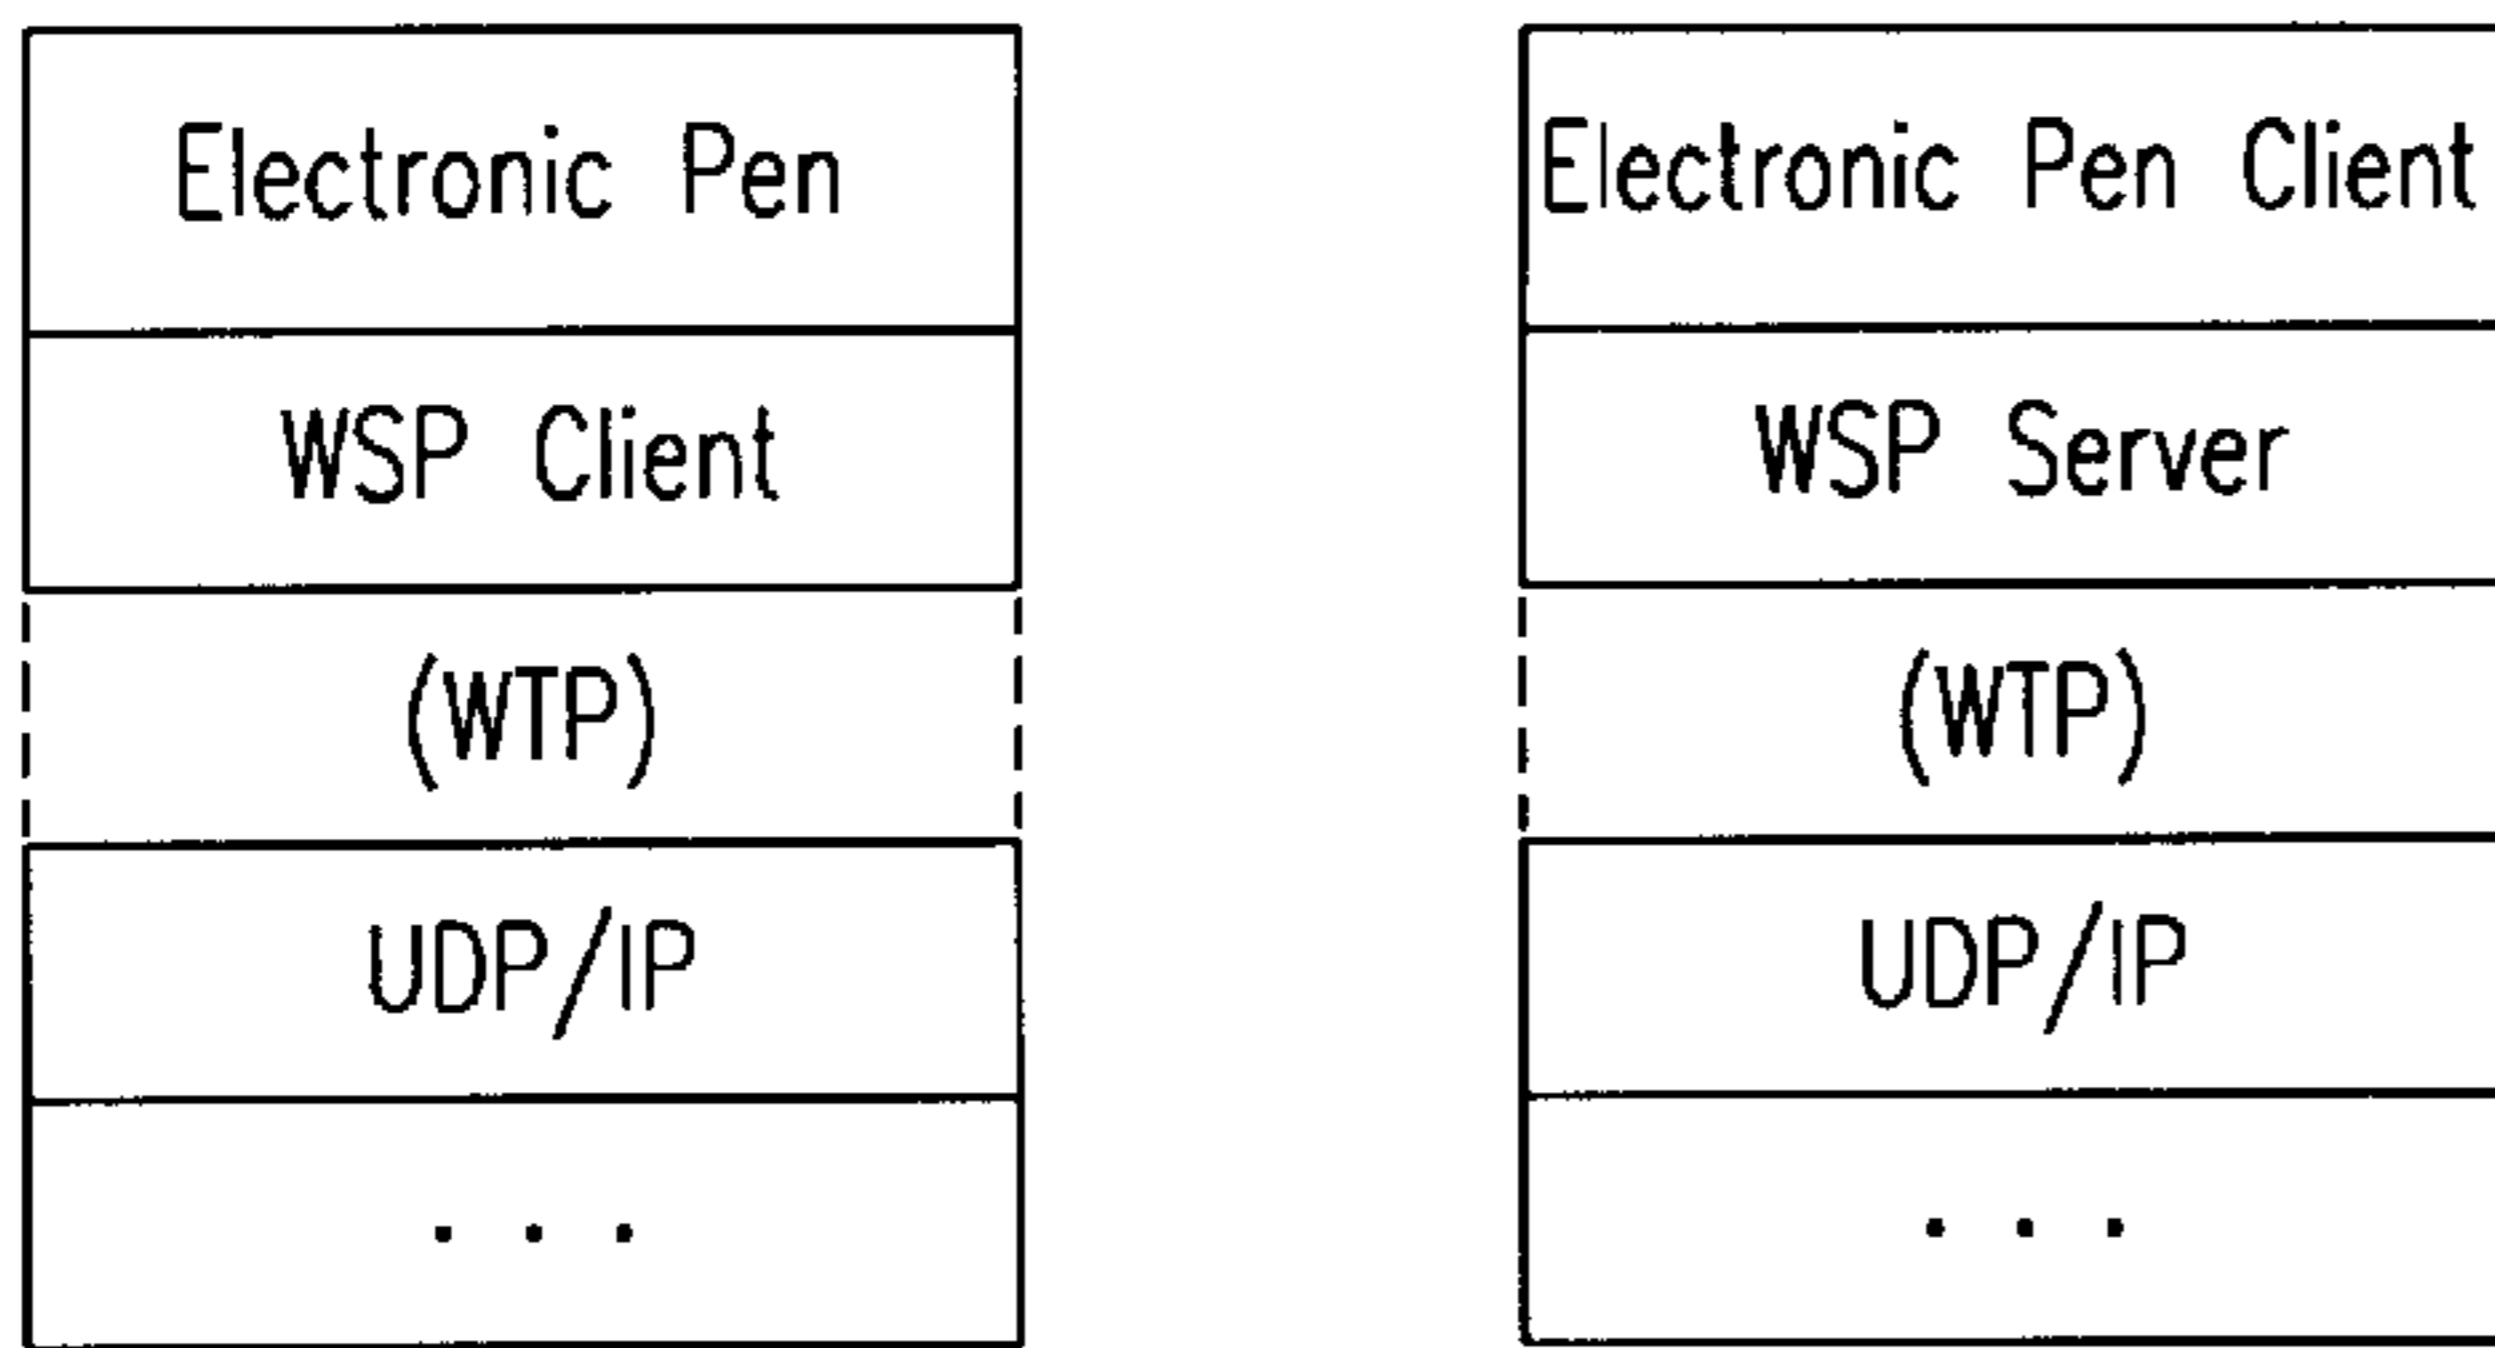 Electronic Pen
WSP Client
(WTP)
UDP/IP
. . .
Electronic Pen Client
WSP Server
(WTP)
UDP/IP
. . .